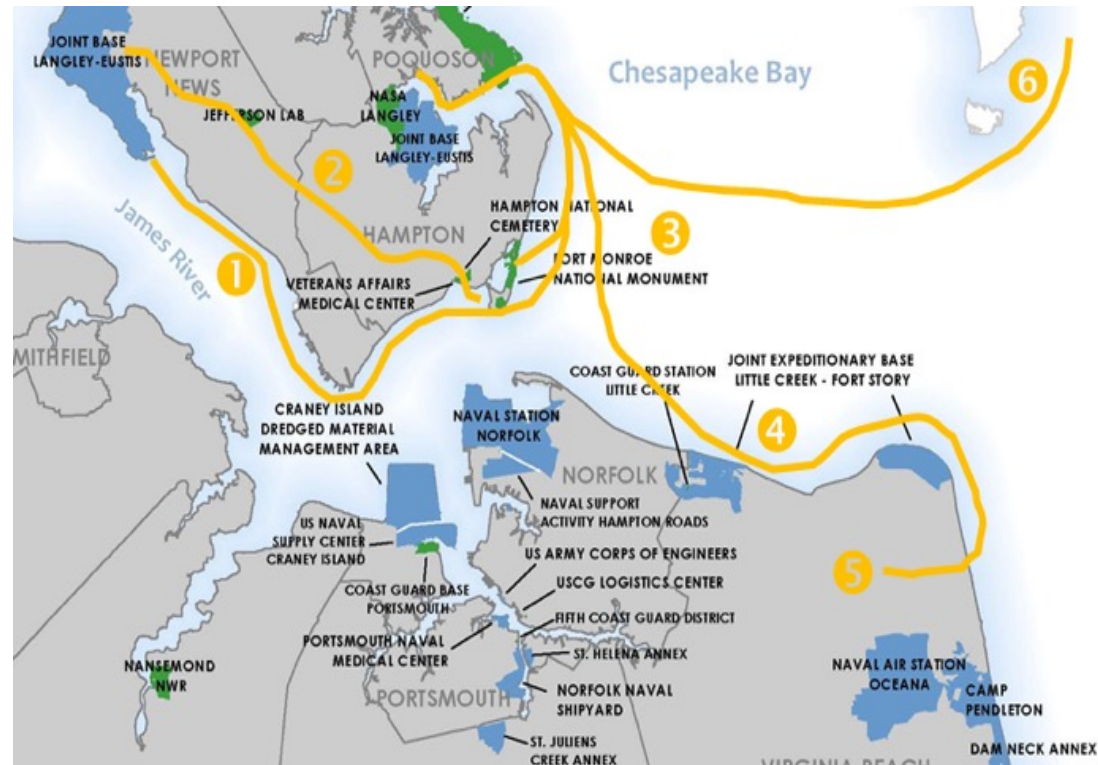 JOINT BASE
LANGLEY-EUSTIS
NEWPORT
NEWS
POQUOSON
Chesapeake Bay
6
JEFFERSON LAB
NASA
LANGLEY
JOINT BASE
LANGLEY-EUSTIS
2
James River
1
HAMPTON
HAMPTON NATIONAL
CEMETERY
3
FORT MONROE
NATIONAL MONUMENT
VETERANS AFFAIRS
MEDICAL CENTER
MITHFIELD
CRANEY ISLAND
DREDGED MATERIAL
MANAGEMENT AREA
NAVAL STATION
NORFOLK
COAST GUARD STATION
LITTLE CREEK
JOINT EXPEDITIONARY BASE
LITTLE CREEK - FORT STORY
4
NORFOLK
NAVAL SUPPORT
ACTIVITY HAMPTON ROADS
US NAVAL
SUPPLY CENTER
CRANEY ISLAND
US ARMY CORPS OF ENGINEERS
5
COAST GUARD BASE
PORTSMOUTH
USCG LOGISTICS CENTER
FIFTH COAST GUARD DISTRICT
PORTSMOUTH NAVAL
MEDICAL CENTER
ST. HELENA ANNEX
NANSEMOND
NWR
PORTSMOUTH
NORFOLK NAVAL
SHIPYARD
NAVAL AIR STATION
OCEANA
CAMP
PENDLETON
ST. JULIENS
CREEK ANNEX
DAM NECK ANNEX
VIRGINIA BEACH